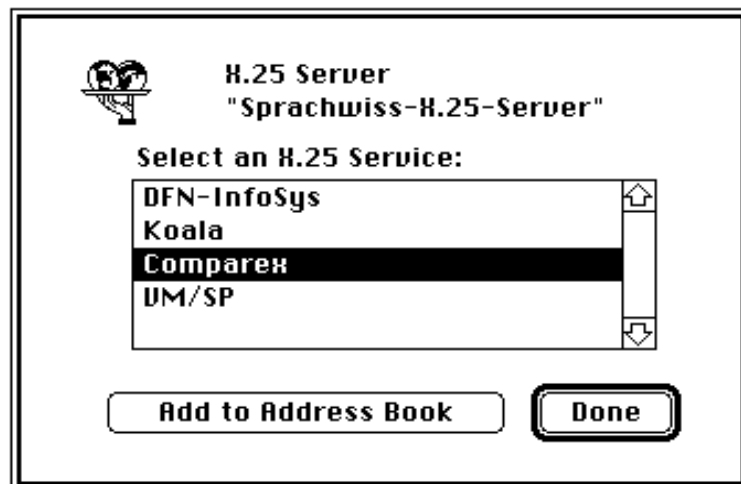 X.25 Server
"Sprachwiss-X.25-Server"
Select an X.25 Service:
DFN-InfoSys
Koala
Comparex
VM/SP
Add to Address Book
Done